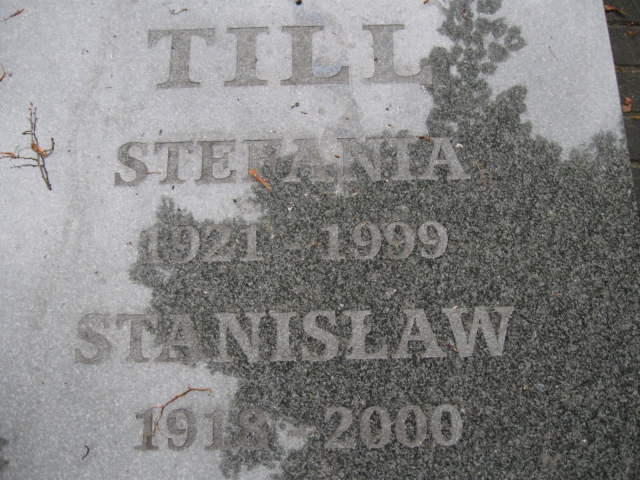 TILL
STEFANIA
1921 - 1999
STANISŁAW
1918 - 2000